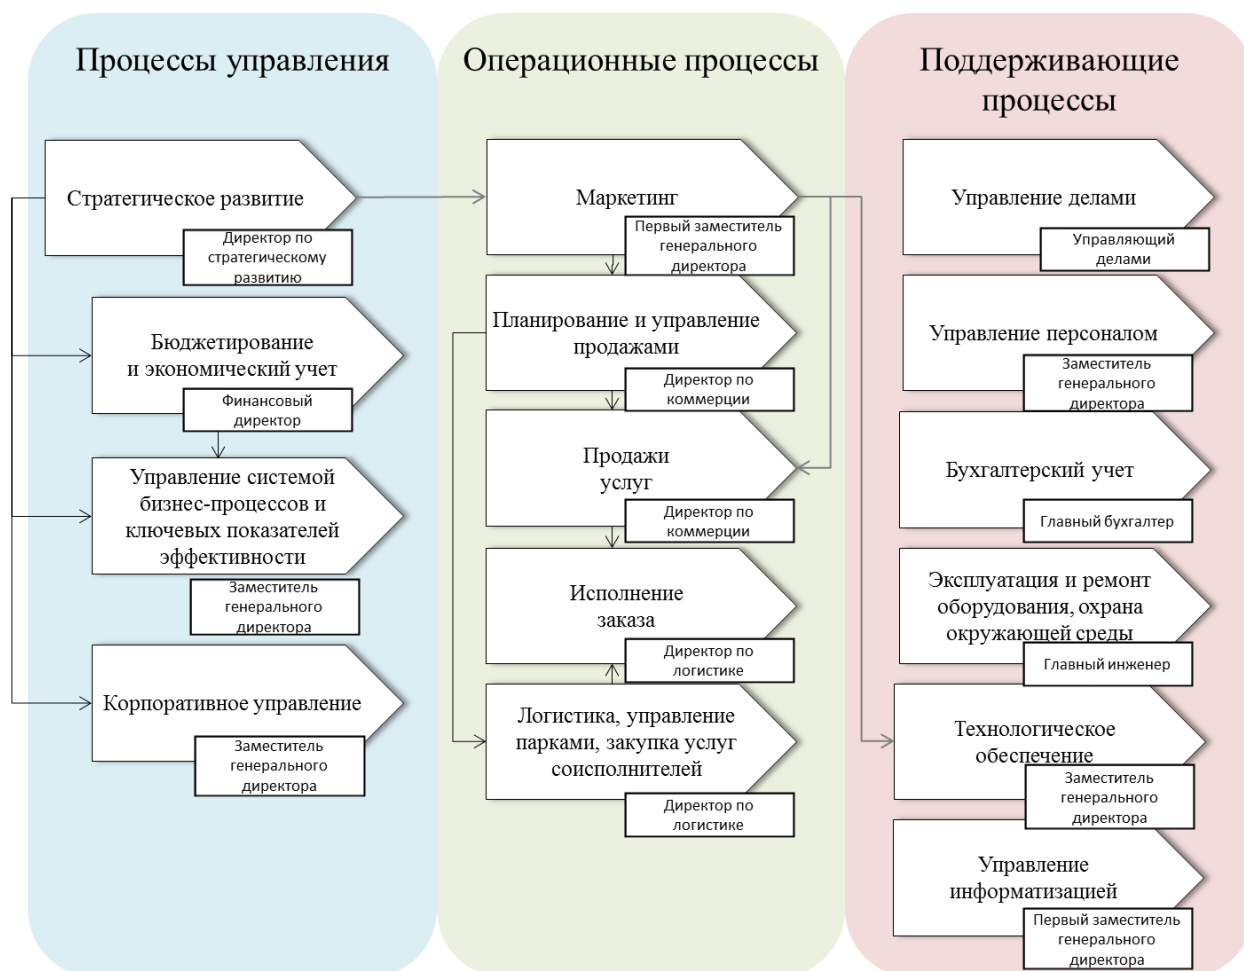 Процессы управления
Стратегическое развитие
Директор по
стратегическому
развитию
Бюджетирование
и экономический учет
Финансовый
директор
Управление системой
бизнес-процессов и
ключевых показателей
эффективности
Заместитель
генерального
директора
Корпоративное управление
Заместитель
генерального
директора
Операционные процессы
Маркетинг
Первый заместитель
генерального
директора
Планирование и управление
продажами
Директор по
коммерции
Продажи
услуг
Директор по
коммерции
Исполнение
заказа
Директор по
логистике
Логистика, управление
парками, закупка услуг
соисполнителей
Директор по
логистике
Поддерживающие
процессы
Управление делами
Управляющий
делами
Управление персоналом
Заместитель
генерального
директора
Бухгалтерский учет
Главный бухгалтер
Эксплуатация и ремонт
оборудования, охрана
окружающей среды
Главный инженер
Технологическое
обеспечение
Заместитель
генерального
директора
Управление
информатизацией
Первый заместитель
генерального
директора